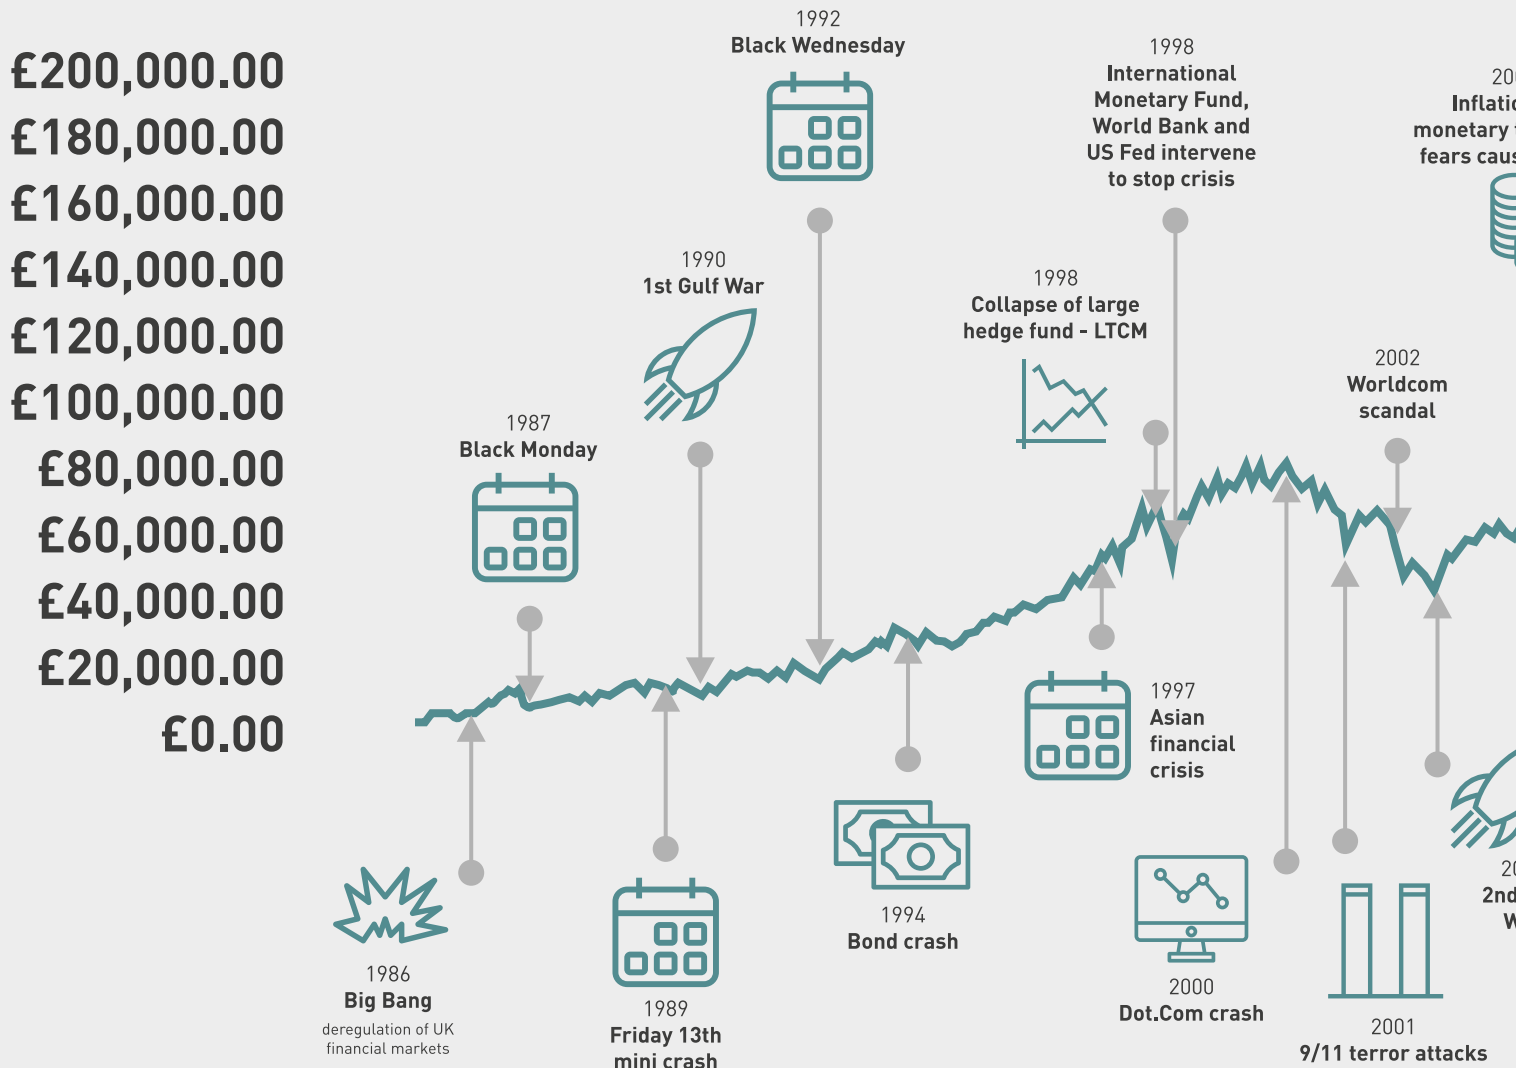 £200,000.00
£180,000.00
£160,000.00
£140,000.00
£120,000.00
£100,000.00
£80,000.00
£60,000.00
£40,000.00
£20,000.00
£0.00
1986
Big Bang
deregulation of UK
financial markets
1987
Black Monday
1989
Friday 13th
mini crash
1990
1st Gulf War
1992
Black Wednesday
1994
Bond crash
1997
Asian
financial
crisis
1998
Collapse of large
hedge fund - LTCM
1998
International
Monetary Fund,
World Bank and
US Fed intervene
to stop crisis
2000
Dot.Com crash
2001
9/11 terror attacks
2002
Worldcom
scandal
2nd
monetary
fears